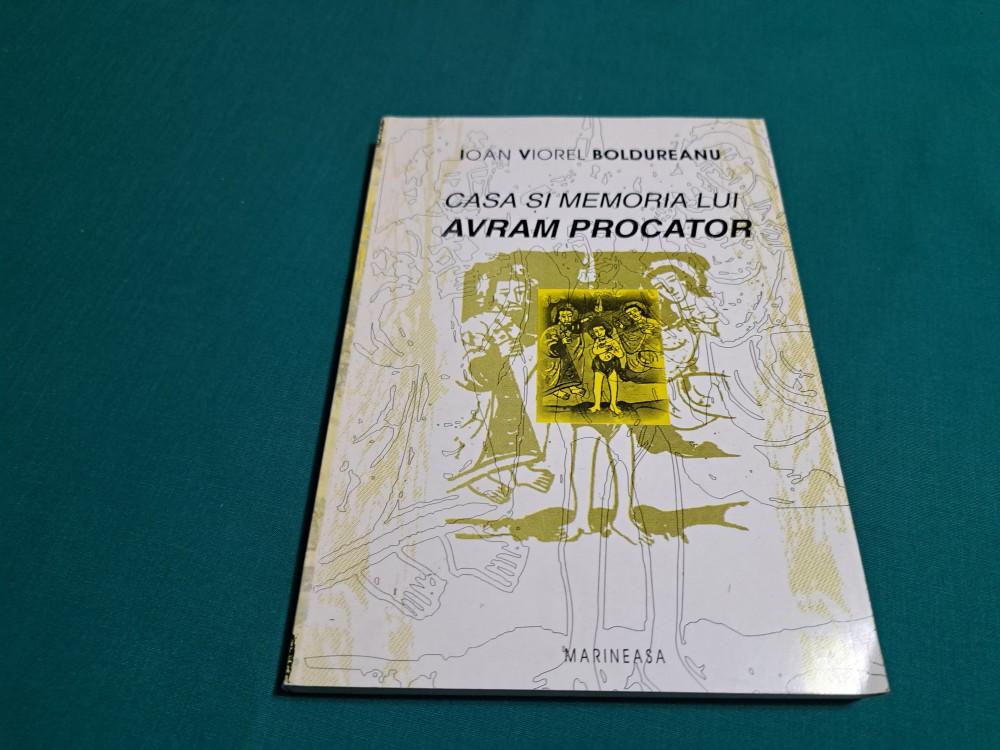 IOAN VIOREL BOLDUREANU
CASA SI MEMORIA LUI
AVRAM PROCATOR
MARINEASA